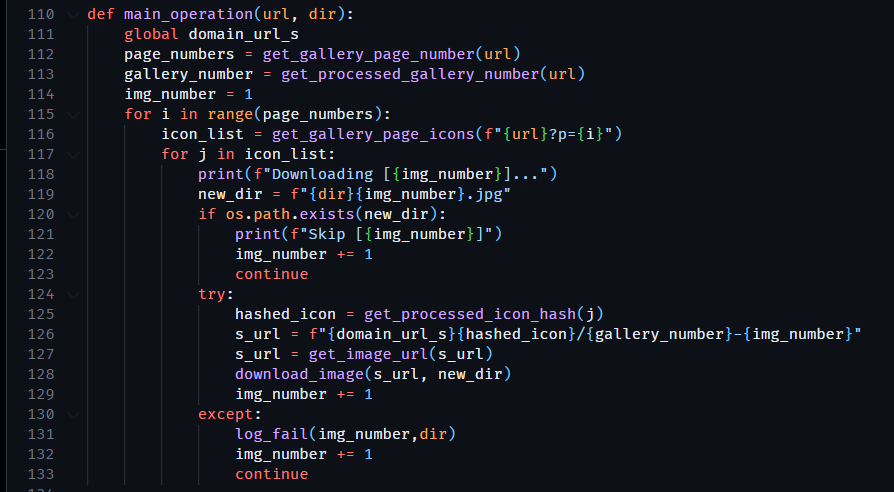 110 def main_operation(url, dir):
111     global domain_url_s
112     page_numbers = get_gallery_page_number(url)
113     gallery_number = get_processed_gallery_number(url)
114     img_number = 1
115     for i in range(page_numbers):
116         icon_list = get_gallery_page_icons(f"{url}?p={i}")
117         for j in icon_list:
118             print(f"Downloading [{img_number}]...")
119             new_dir = f"{dir}{img_number}.jpg"
120             if os.path.exists(new_dir):
121                 print(f"Skip [{img_number}]")
122                 img_number += 1
123                 continue
124             try:
125                 hashed_icon = get_processed_icon_hash(j)
126                 s_url = f"{domain_url_s}{hashed_icon}/{gallery_number}-{img_number}"
127                 s_url = get_image_url(s_url)
128                 download_image(s_url, new_dir)
129                 img_number += 1
130             except:
131                 log_fail(img_number,dir)
132                 img_number += 1
133                 continue